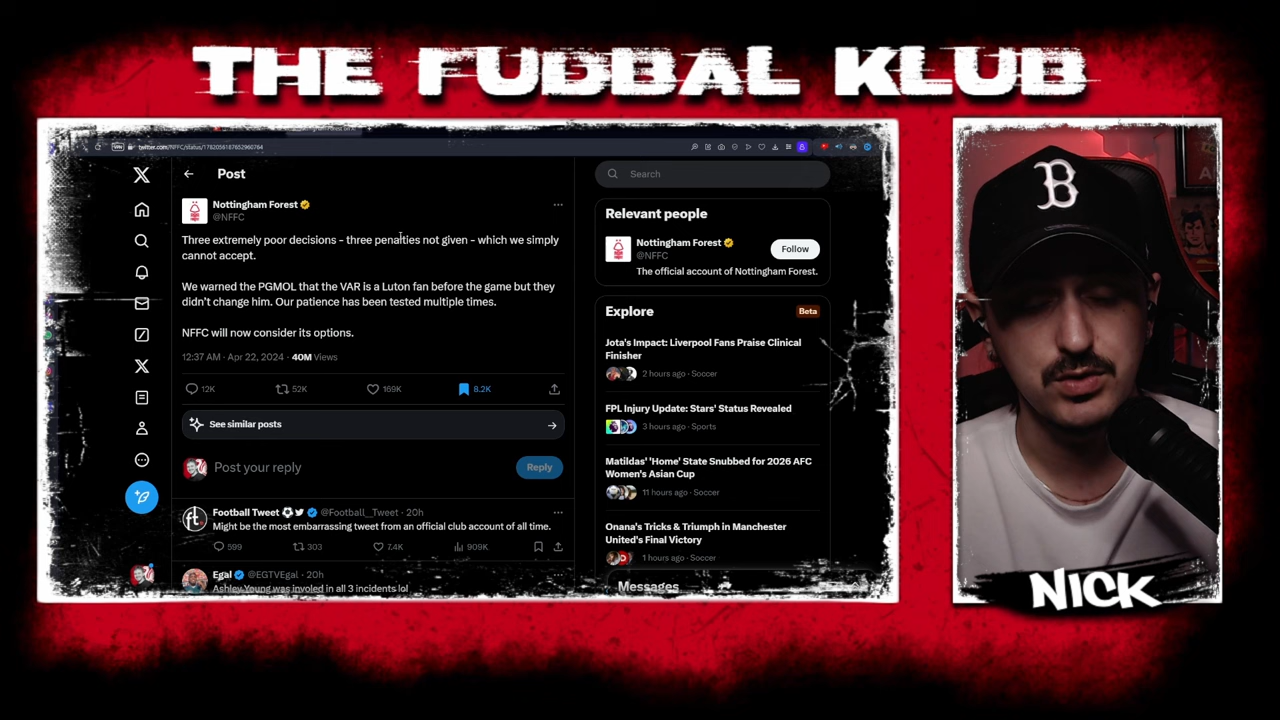 THE FUDBAL KLUB
twitter.com/NFFC/status/1782056187652960764
Post
Nottingham Forest
@NFFC
Three extremely poor decisions – three penalties not given – which we simply
cannot accept.
We warned the PGMOL that the VAR is a Luton fan before the game but they
didn't change him. Our patience has been tested multiple times.
NFFC will now consider its options.
12:37 AM · Apr 22, 2024 · 40M Views
12K
52K
169K
8.2K
See similar posts
Post your reply
Reply
Football Tweet @Football__Tweet · 20h
Might be the most embarrassing tweet from an official club account of all time.
599
303
7.4K
909K
Egal @EGTVEgal · 20h
Ashley Young was involed in all 3 incidents lol
Search
Relevant people
Nottingham Forest
@NFFC
Follow
The official account of Nottingham Forest.
Explore
Beta
Jota's Impact: Liverpool Fans Praise Clinical
Finisher
2 hours ago · Soccer
FPL Injury Update: Stars' Status Revealed
3 hours ago · Sports
Matildas' 'Home' State Snubbed for 2026 AFC
Women's Asian Cup
11 hours ago · Soccer
Onana's Tricks & Triumph in Manchester
United's Final Victory
1 hours ago · Soccer
Messages
B
NICK